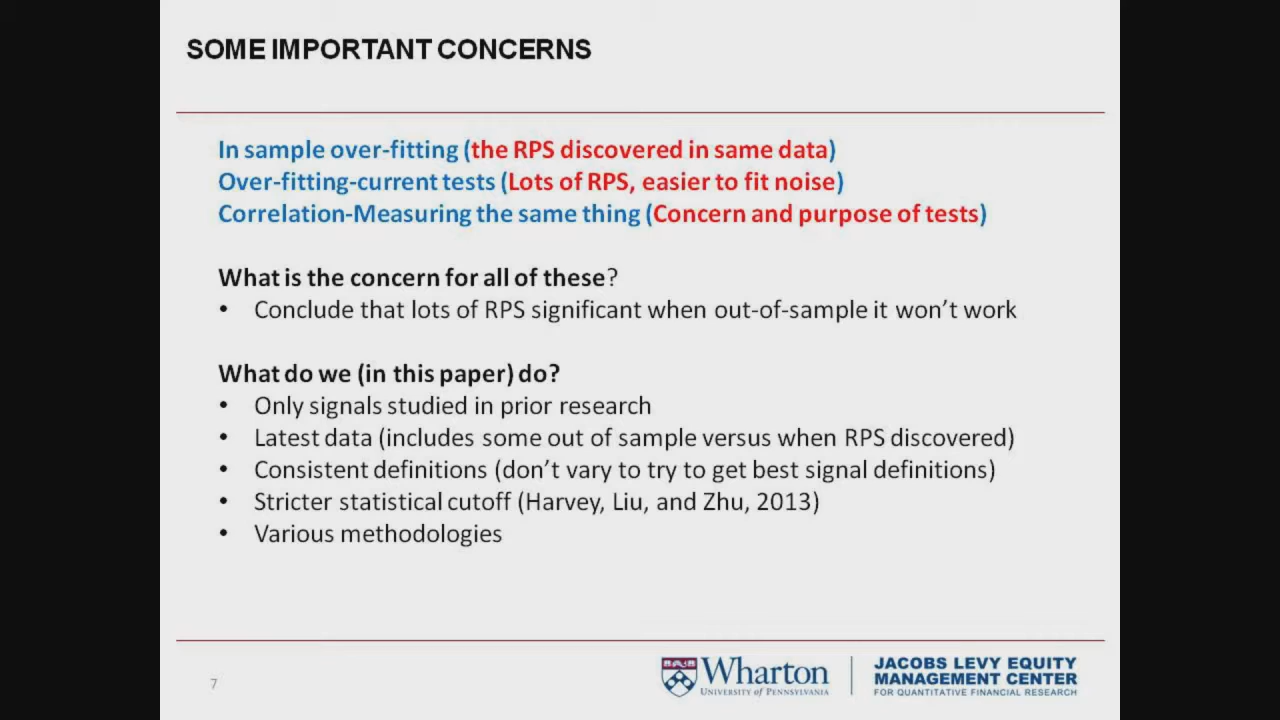 SOME IMPORTANT CONCERNS
In sample over-fitting (the RPS discovered in same data)
Over-fitting-current tests (Lots of RPS, easier to fit noise)
Correlation-Measuring the same thing (Concern and purpose of tests)
What is the concern for all of these?
• Conclude that lots of RPS significant when out-of-sample it won't work
What do we (in this paper) do?
• Only signals studied in prior research
• Latest data (includes some out of sample versus when RPS discovered)
• Consistent definitions (don't vary to try to get best signal definitions)
• Stricter statistical cutoff (Harvey, Liu, and Zhu, 2013)
• Various methodologies
7
Wharton
UNIVERSITY OF PENNSYLVANIA
JACOBS LEVY EQUITY
MANAGEMENT CENTER
FOR QUANTITATIVE FINANCIAL RESEARCH